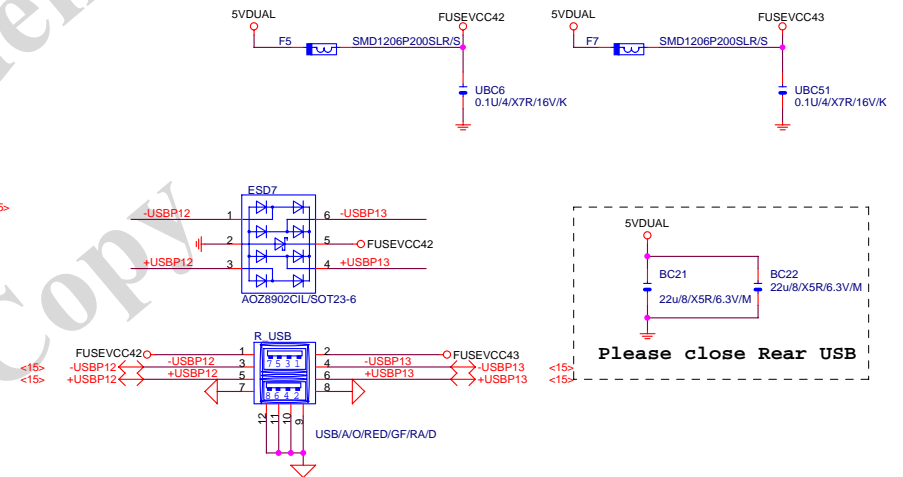 5VDUAL
FUSEVCC42
5VDUAL
FUSEVCC43
F5
SMD1206P200SLR/S
F7
SMD1206P200SLR/S
UBC6
0.1U/4/X7R/16V/K
UBC51
0.1U/4/X7R/16V/K
Copy
ESD7
-USBP12
1
6
-USBP13
2
5
FUSEVCC42
+USBP12
3
4
+USBP13
AOZ8902CIL/SOT23-6
5VDUAL
BC21
22u/8/X5R/6.3V/M
BC22
22u/8/X5R/6.3V/M
Please close Rear USB
R_USB
FUSEVCC42
1
2
FUSEVCC43
<15>
-USBP12
-USBP12
3
4
-USBP13
-USBP13
<15>
<15>
+USBP12
+USBP12
5
6
+USBP13
+USBP13
<15>
7
8
7 5 3 1
8 6 4 2
12
11
10
9
USB/A/O/RED/GF/RA/D